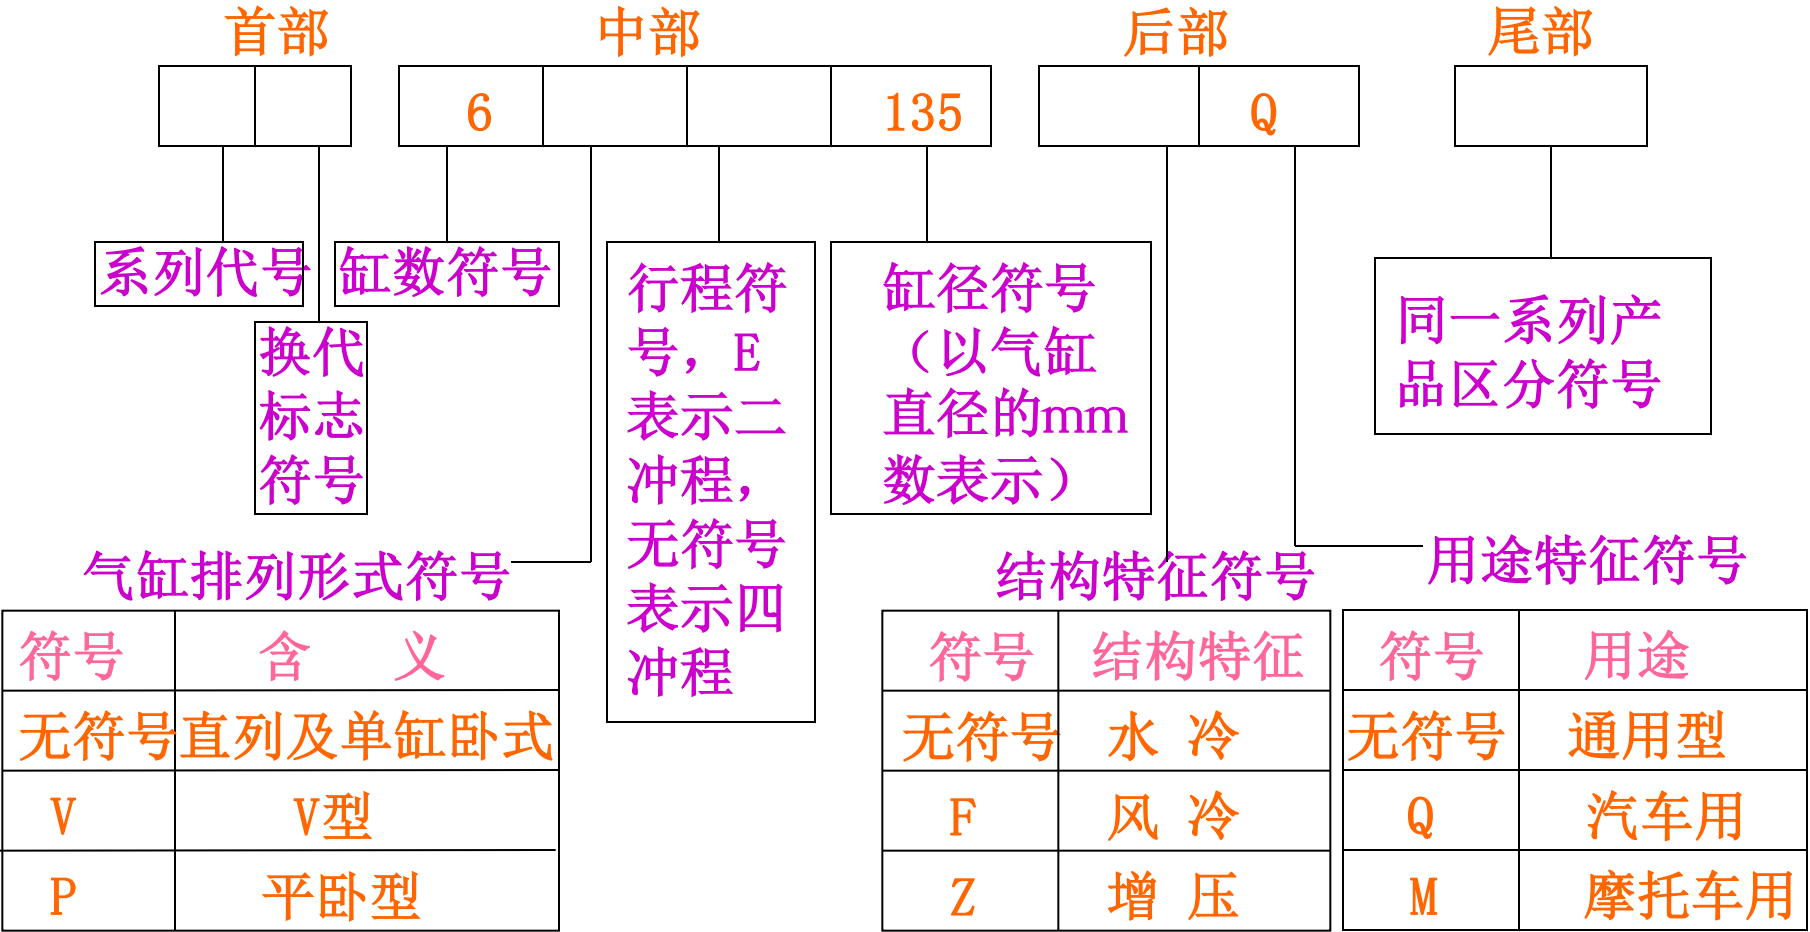 首部 中部 后部 尾部
6 135 Q
系列代号
换代
标志
符号
缸数符号
行程符
号，E
表示二
冲程，
无符号
表示四
冲程
缸径符号
（以气缸
直径的mm
数表示）
同一系列产
品区分符号
气缸排列形式符号
符号 含 义
无符号 直列及单缸卧式
V V型
P 平卧型
结构特征符号
符号 结构特征
无符号 水 冷
F 风 冷
Z 增 压
用途特征符号
符号 用途
无符号 通用型
Q 汽车用
M 摩托车用